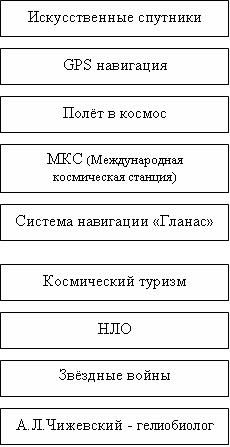 Искусственные спутники
GPS навигация
Полёт в космос
МКС (Международная
космическая станция)
Система навигации «Гланас»
Космический туризм
НЛО
Звёздные войны
А.Л.Чижевский - гелиобиолог